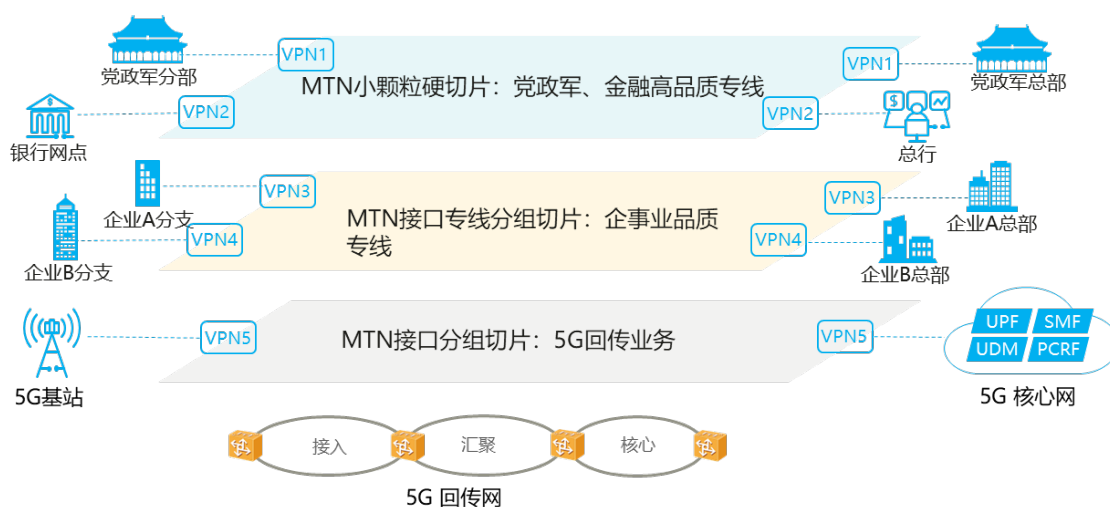 VPN1
党政军分部
MTN小颗粒硬切片：党政军、金融高品质专线
VPN1
党政军总部
VPN2
银行网点
VPN2
总行
VPN3
企业A分支
MTN接口专线分组切片：企事业品质
专线
VPN3
企业A总部
VPN4
企业B分支
VPN4
企业B总部
VPN5
5G基站
MTN接口分组切片：5G回传业务
VPN5
UPF
SMF
UDM
PCRF
5G 核心网
接入
汇聚
核心
5G 回传网